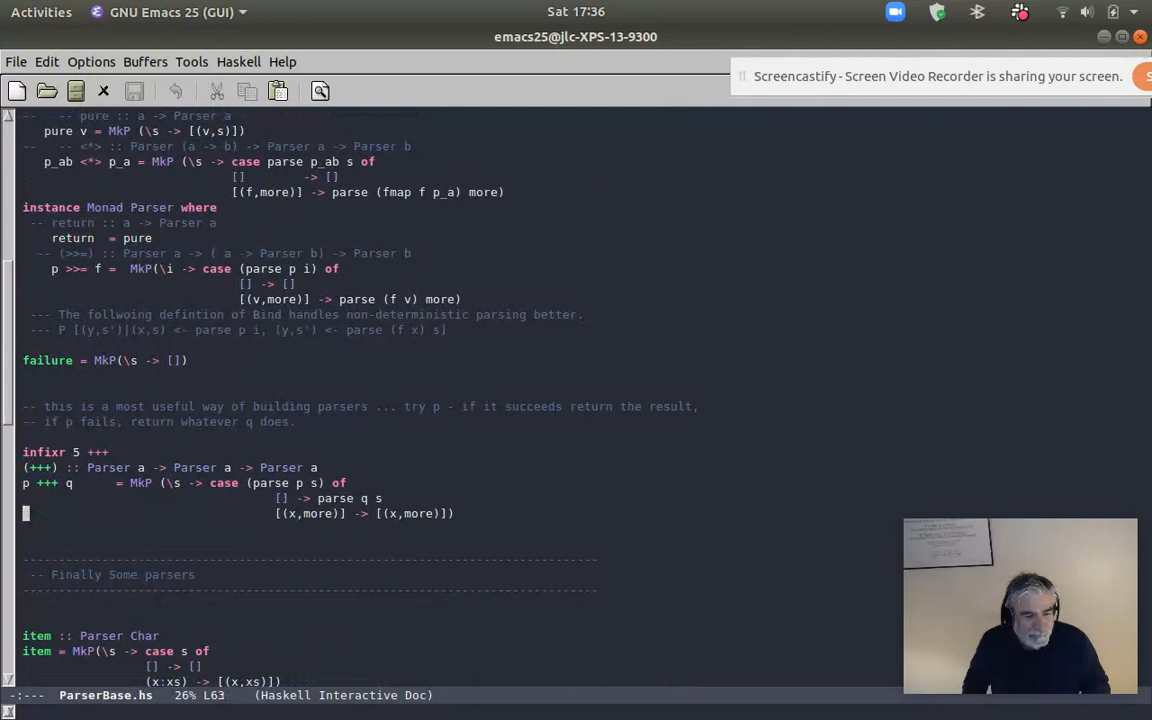 Activities GNU Emacs 25 (GUI) Sat 17:36
emacs25@jlc-XPS-13-9300
File Edit Options Buffers Tools Haskell Help
Screencastify - Screen Video Recorder is sharing your screen. S
-- pure :: a -> Parser a
pure v = MkP (\s -> [(v,s)])
-- <*> :: Parser (a -> b) -> Parser a -> Parser b
p_ab <*> p_a = MkP (\s -> case parse p_ab s of
[] -> []
[(f,more)] -> parse (fmap f p_a) more)
instance Monad Parser where
-- return :: a -> Parser a
return = pure
-- (>>=) :: Parser a -> ( a -> Parser b) -> Parser b
p >>= f = MkP(\i -> case (parse p i) of
[] -> []
[(v,more)] -> parse (f v) more)
--- The follwoing defintion of Bind handles non-deterministic parsing better.
--- P [(y,s')|(x,s) <- parse p i, (y,s') <- parse (f x) s]
failure = MkP(\s -> [])
-- this is a most useful way of building parsers ... try p - if it succeeds return the result,
-- if p fails, return whatever q does.
infixr 5 +++
(+++) :: Parser a -> Parser a -> Parser a
p +++ q = MkP (\s -> case (parse p s) of
[] -> parse q s
[(x,more)] -> [(x,more)])
---------------------------------------------------------------------------------
-- Finally Some parsers
---------------------------------------------------------------------------------
item :: Parser Char
item = MkP(\s -> case s of
[] -> []
(x:xs) -> [(x,xs)])
-:--- ParserBase.hs 26% L63 (Haskell Interactive Doc)